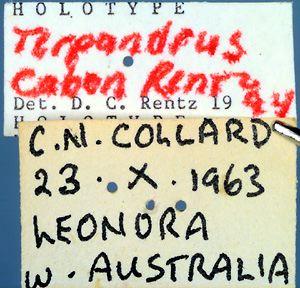 HOLOTYPE
Terpandrus
Cabon Rentz
Det. D. C. Rentz 19
HOLOTYPE
C.N. COLLARD
23 · X · 1963
LEONORA
W. AUSTRALIA